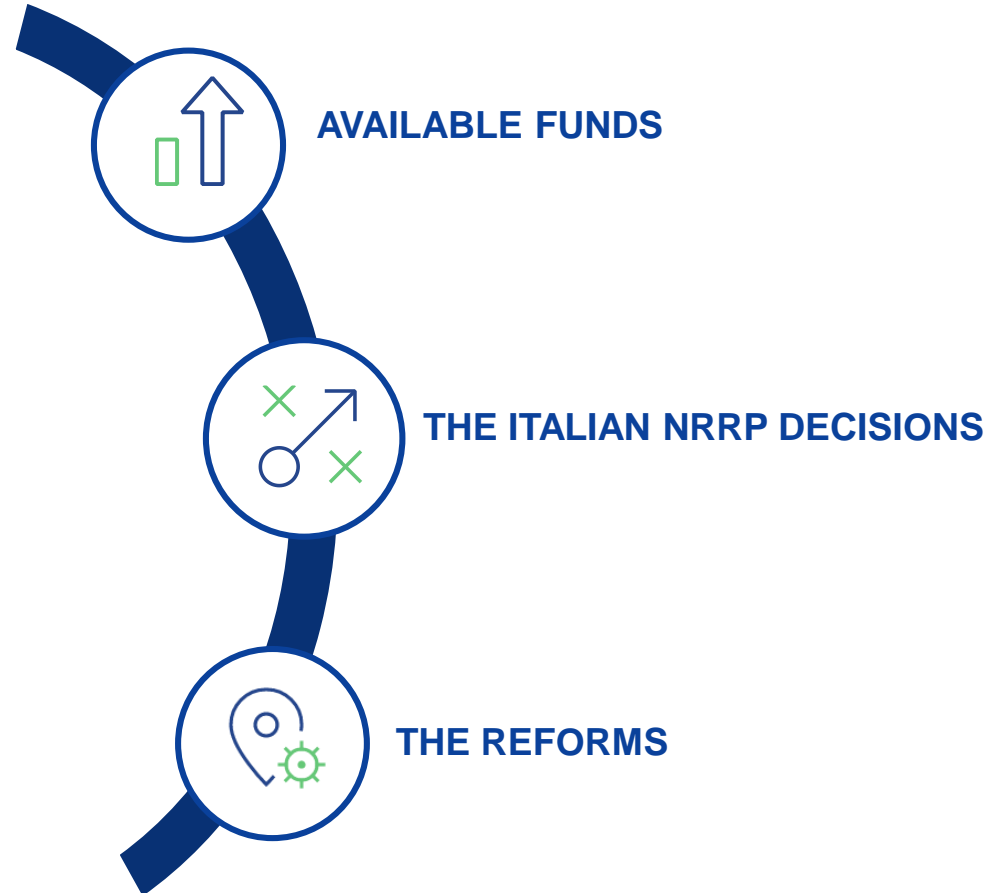 AVAILABLE FUNDS
THE ITALIAN NRRP DECISIONS
THE REFORMS